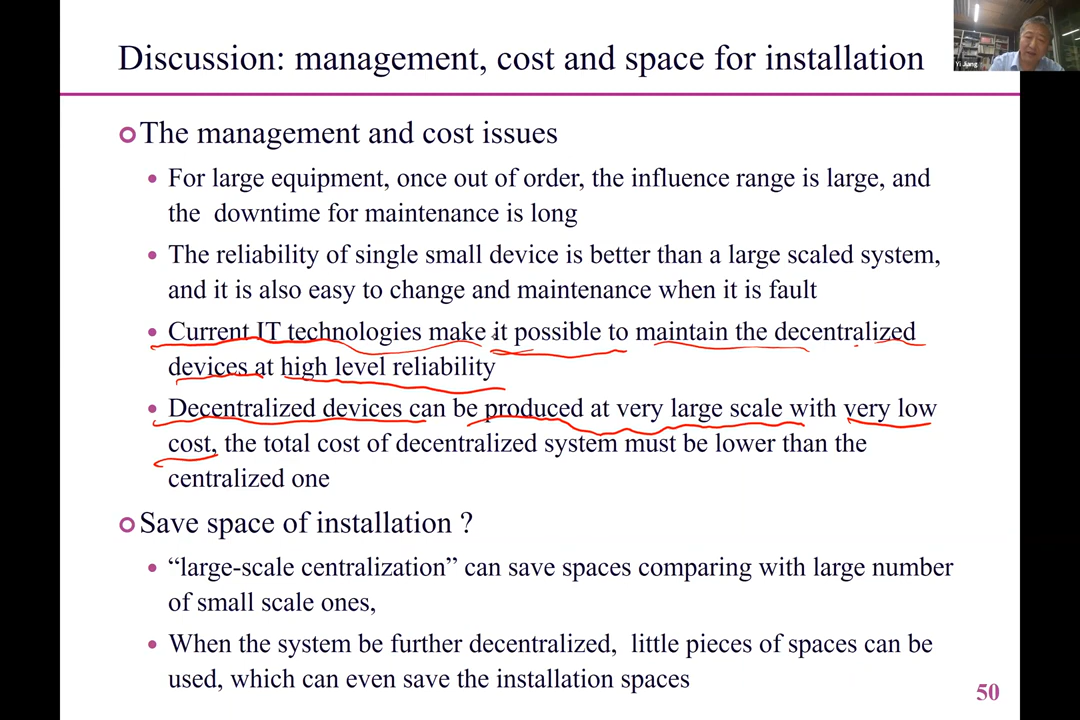 Discussion: management, cost and space for installation
Yi Jiang
The management and cost issues
For large equipment, once out of order, the influence range is large, and
the downtime for maintenance is long
The reliability of single small device is better than a large scaled system,
and it is also easy to change and maintenance when it is fault
Current IT technologies make it possible to maintain the decentralized
devices at high level reliability
Decentralized devices can be produced at very large scale with very low
cost, the total cost of decentralized system must be lower than the
centralized one
Save space of installation ?
“large-scale centralization” can save spaces comparing with large number
of small scale ones,
When the system be further decentralized, little pieces of spaces can be
used, which can even save the installation spaces
50